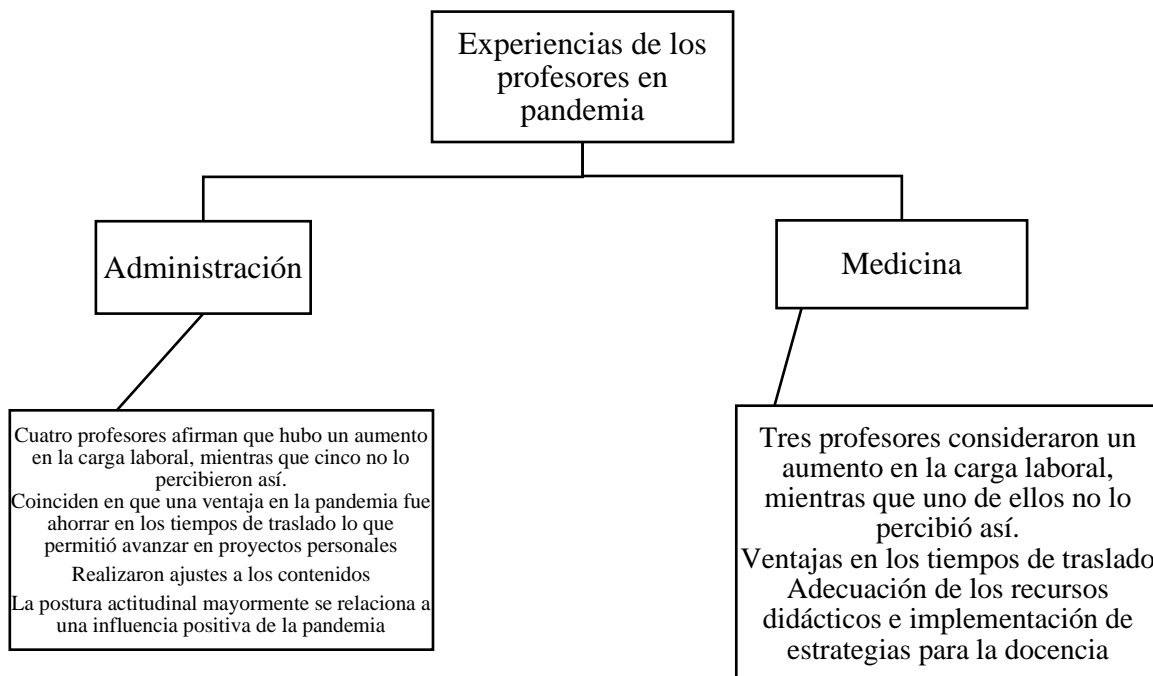 Experiencias de los
profesores en
pandemia
Administración
Medicina
Cuatro profesores afirman que hubo un aumento
en la carga laboral, mientras que cinco no lo
percibieron así.
Coinciden en que una ventaja en la pandemia fue
ahorrar en los tiempos de traslado lo que
permitió avanzar en proyectos personales
Realizaron ajustes a los contenidos
La postura actitudinal mayormente se relaciona a
una influencia positiva de la pandemia
Tres profesores consideraron un
aumento en la carga laboral,
mientras que uno de ellos no lo
percibió así.
Ventajas en los tiempos de traslado
Adecuación de los recursos
didácticos e implementación de
estrategias para la docencia